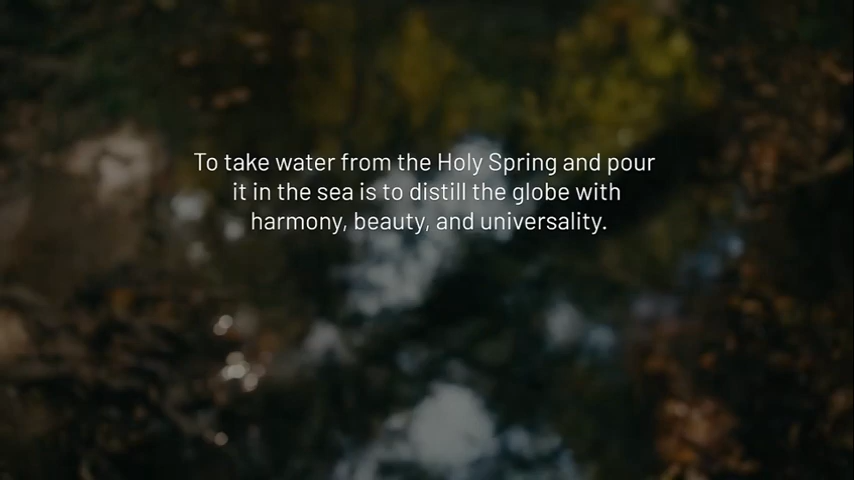 To take water from the Holy Spring and pour
it in the sea is to distill the globe with
harmony, beauty, and universality.